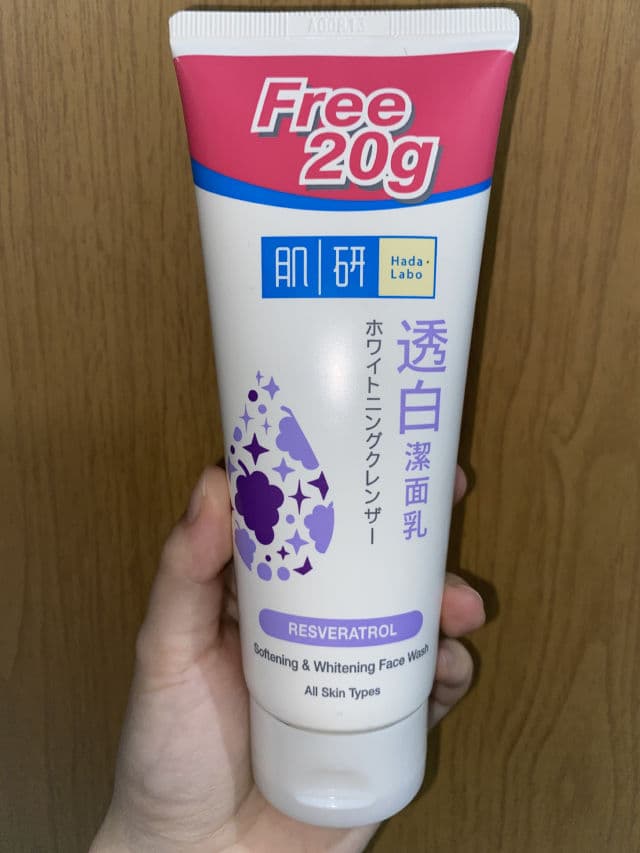 Free
20g
肌研
Hada・
Labo
透白潔面乳
ホワイトニングクレンザー
RESVERATROL
Softening & Whitening Face Wash
All Skin Types